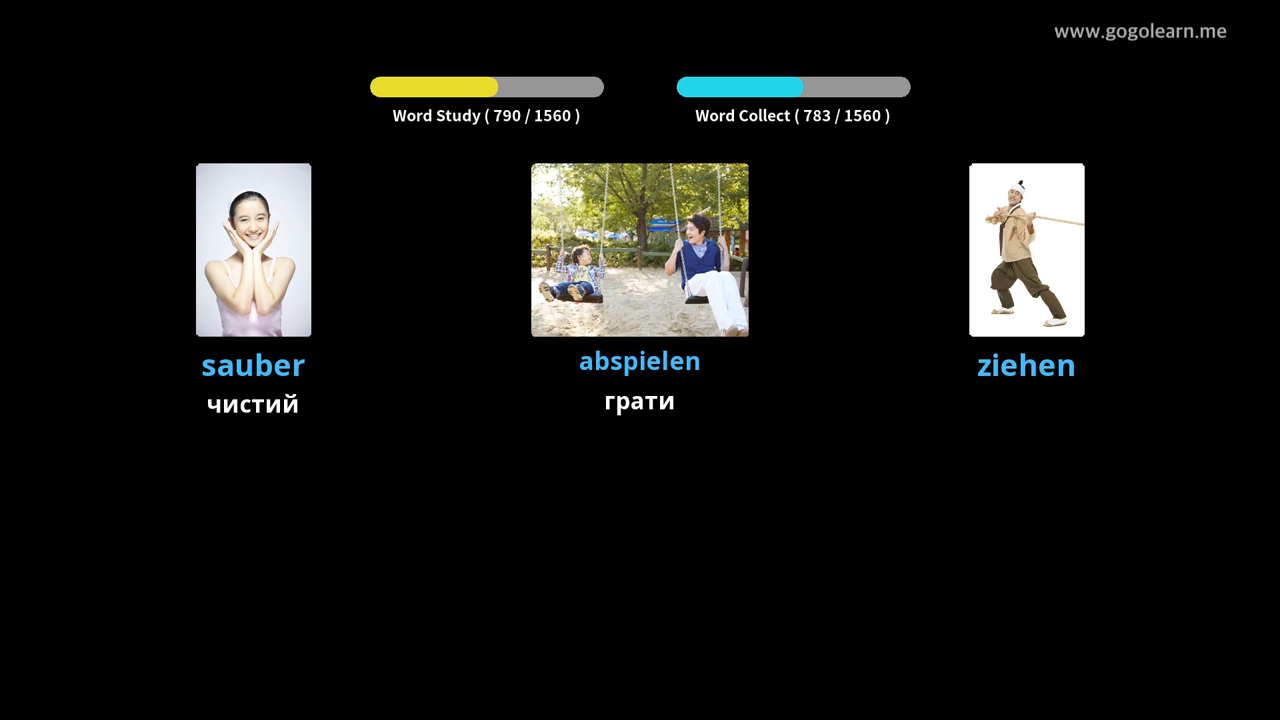 www.gogolearn.me
Word Study ( 790 / 1560 )
Word Collect ( 783 / 1560 )
sauber
чистий
abspielen
грати
ziehen